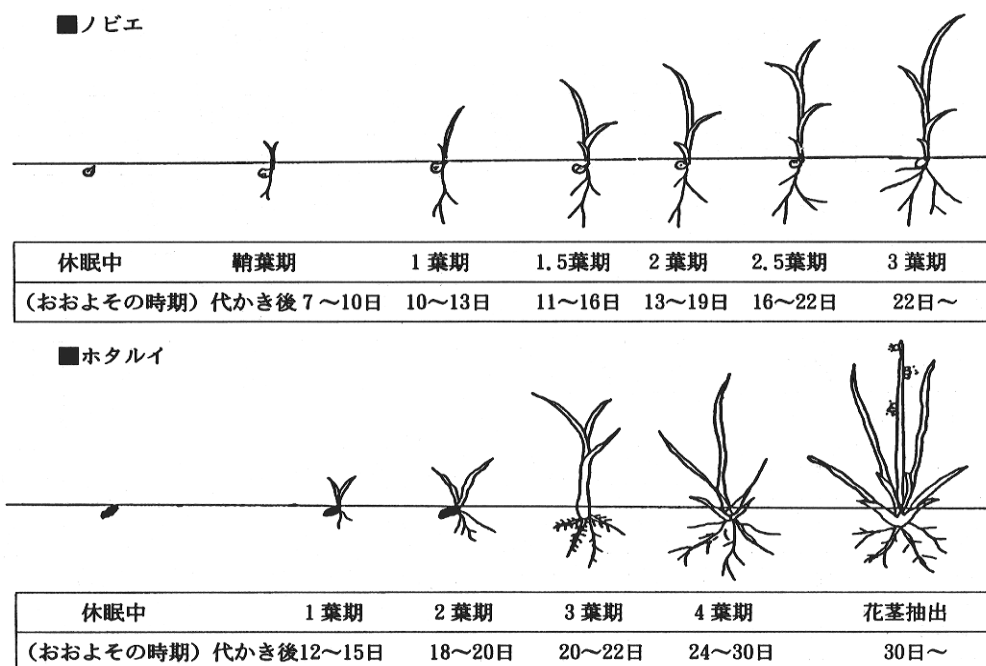 ■ノビエ
休眠中 鞘葉期 1葉期 1.5葉期 2葉期 2.5葉期 3葉期
(おおよその時期) 代かき後7～10日 10～13日 11～16日 13～19日 16～22日 22日～
■ホタルイ
休眠中 1葉期 2葉期 3葉期 4葉期 花茎抽出
(おおよその時期) 代かき後12～15日 18～20日 20～22日 24～30日 30日～